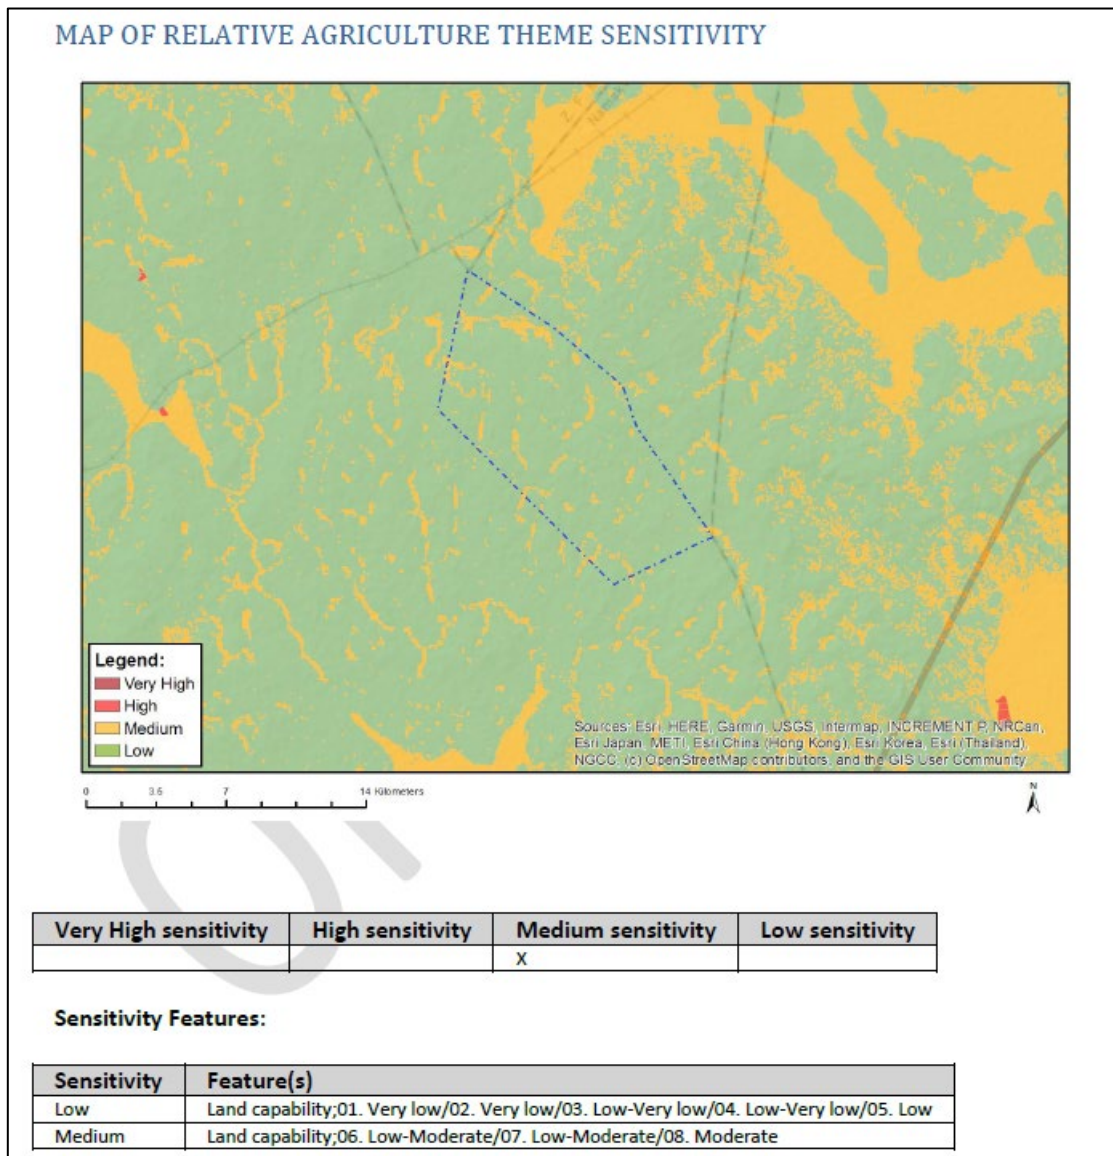 MAP OF RELATIVE AGRICULTURE THEME SENSITIVITY
Legend:
Very High
High
Medium
Low
Sources: Esri, HERE, Garmin, USGS, Intermap, INCREMENT P, NRCan,
Esri Japan, METI, Esri China (Hong Kong), Esri Korea, Esri (Thailand),
NGCC, (c) OpenStreetMap contributors, and the GIS User Community
0 3.5 7 14 Kilometers
N
Very High sensitivity High sensitivity Medium sensitivity Low sensitivity
X
Sensitivity Features:
Sensitivity Feature(s)
Low Land capability;01. Very low/02. Very low/03. Low-Very low/04. Low-Very low/05. Low
Medium Land capability;06. Low-Moderate/07. Low-Moderate/08. Moderate